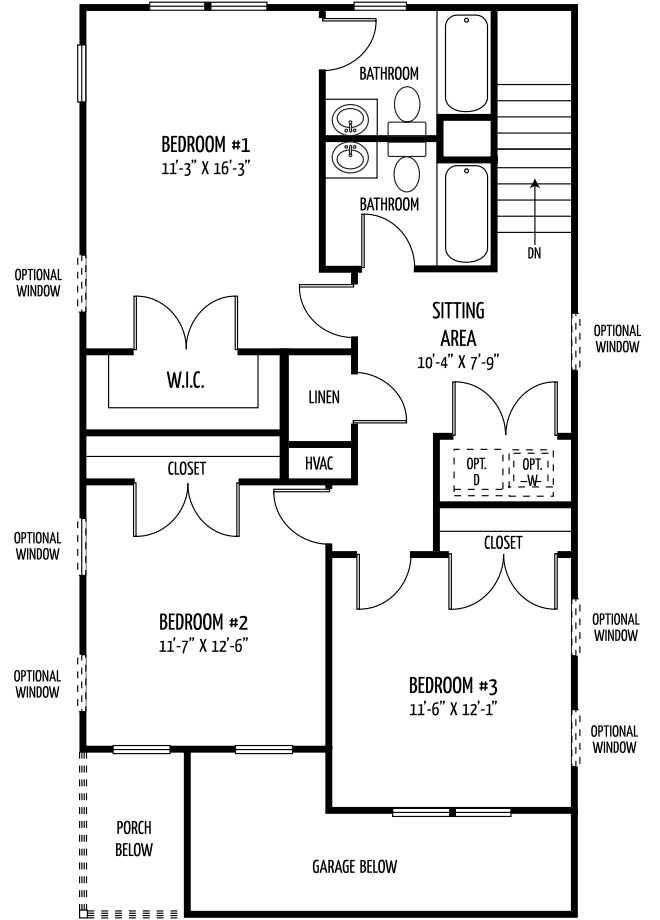 BATHROOM
BEDROOM #1
11'-3" X 16'-3"
BATHROOM
DN
OPTIONAL
WINDOW
SITTING
AREA
10'-4" X 7'-9"
OPTIONAL
WINDOW
W.I.C.
LINEN
HVAC
OPT.
D
OPT.
W
CLOSET
OPTIONAL
WINDOW
CLOSET
BEDROOM #2
11'-7" X 12'-6"
OPTIONAL
WINDOW
OPTIONAL
WINDOW
BEDROOM #3
11'-6" X 12'-1"
OPTIONAL
WINDOW
PORCH
BELOW
GARAGE BELOW